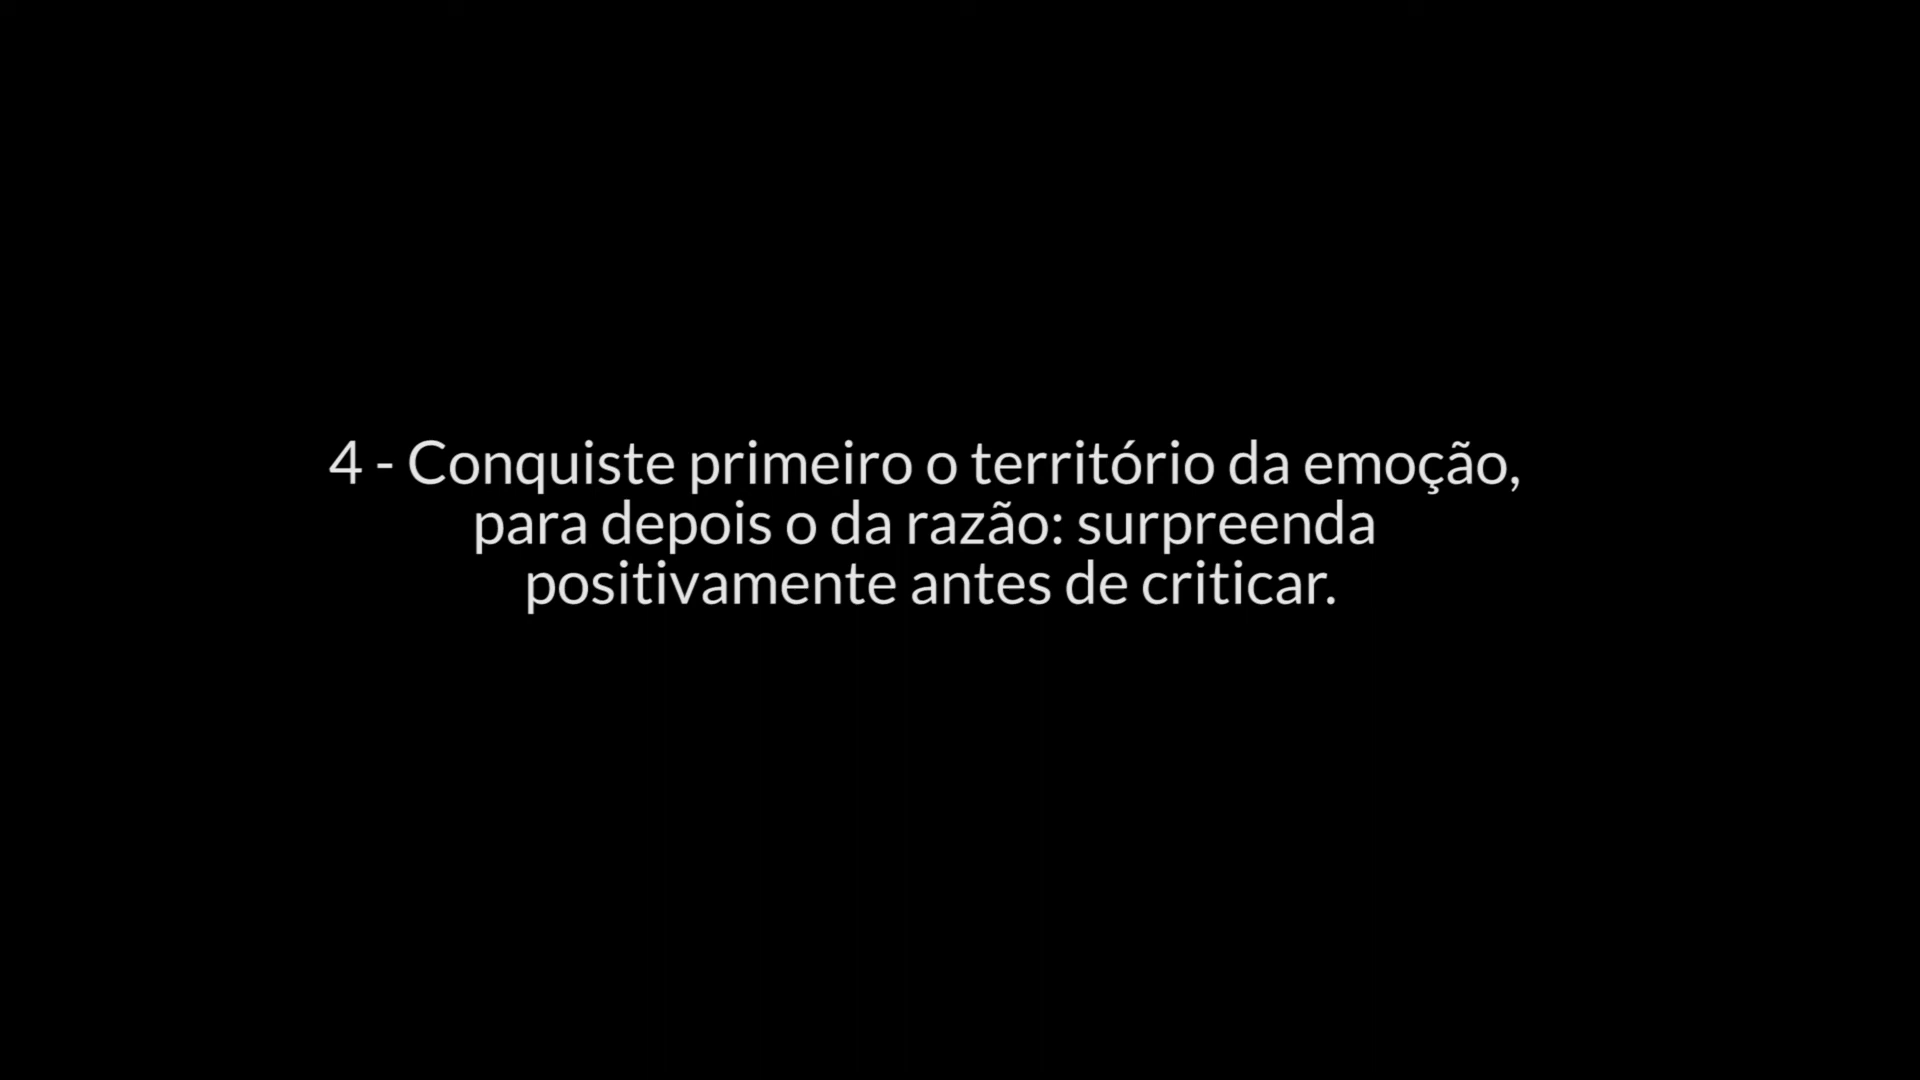 4 - Conquiste primeiro o território da emoção,
para depois o da razão: surpreenda
positivamente antes de criticar.